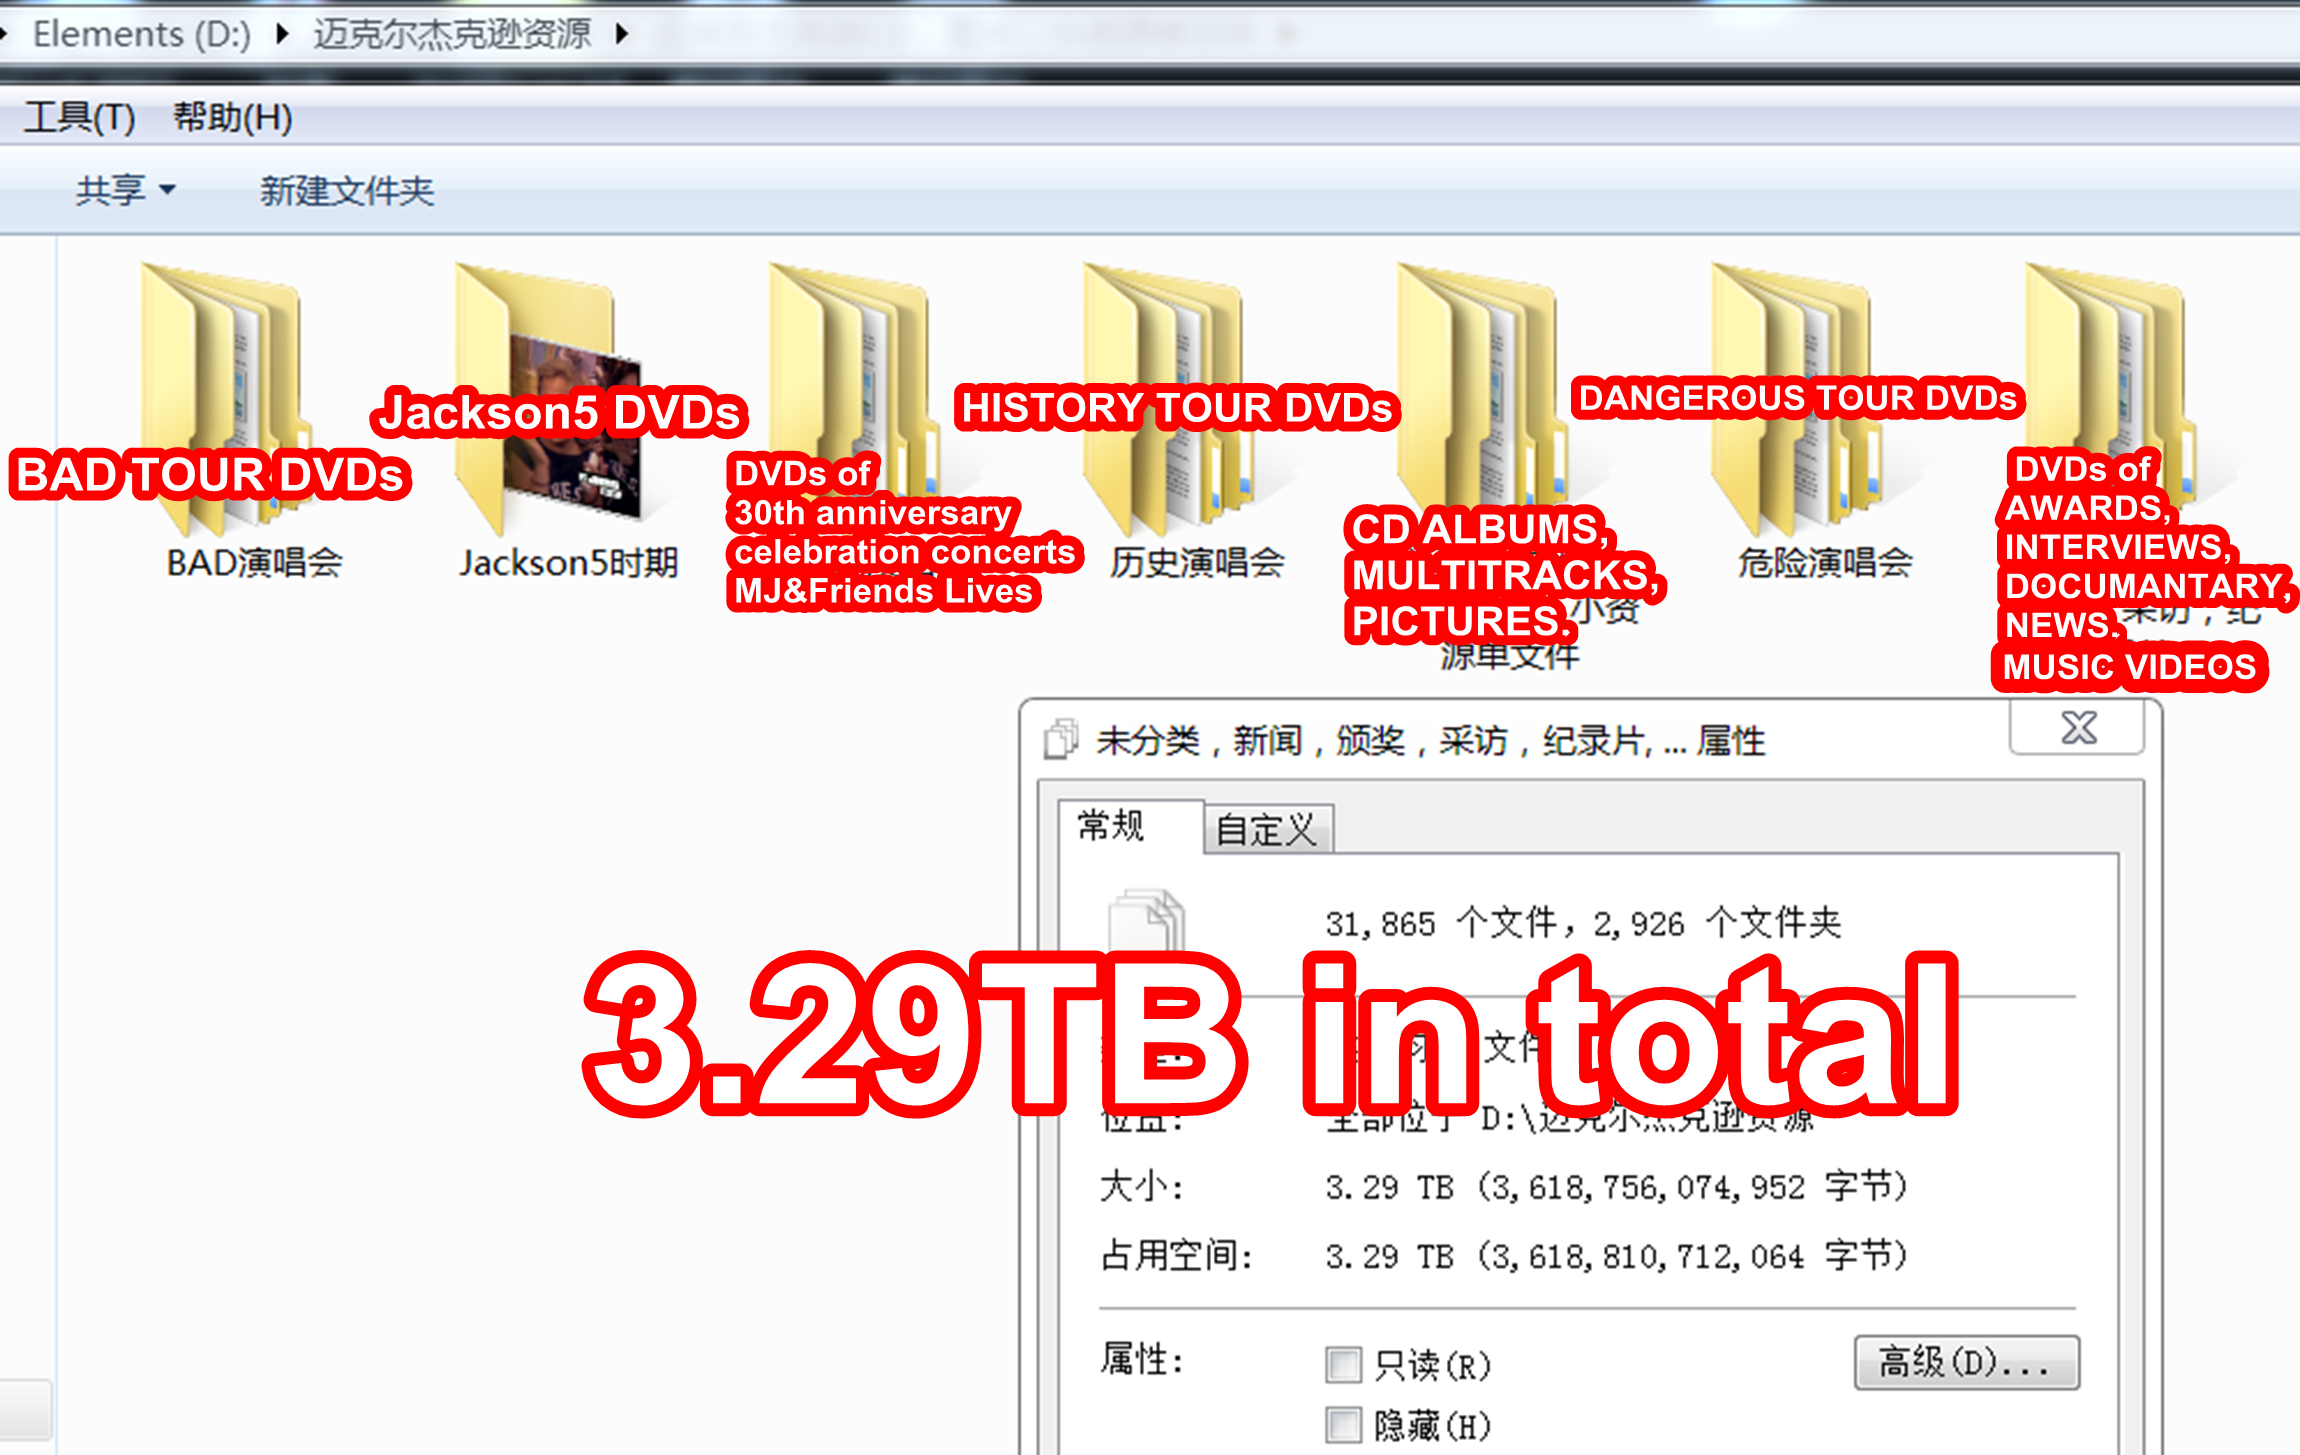 Elements (D:) 迈克尔杰克逊资源
工具(T) 帮助(H)
共享 新建文件夹
BAD TOUR DVDs
BAD演唱会
Jackson5 DVDs
Jackson5时期
DVDs of
30th anniversary
celebration concerts
MJ&Friends Lives
HISTORY TOUR DVDs
历史演唱会
CD ALBUMS,
MULTITRACKS,
PICTURES.
小资
源单文件
DANGEROUS TOUR DVDs
危险演唱会
DVDs of
AWARDS,
INTERVIEWS,
DOCUMANTARY,
NEWS.
MUSIC VIDEOS
采访，纪
未分类，新闻，颁奖，采访，纪录片, ... 属性
常规 自定义
31,865 个文件，2,926 个文件夹
3.29TB in total
文件
位置: 全部位于 D:\迈克尔杰克逊资源
大小: 3.29 TB (3,618,756,074,952 字节)
占用空间: 3.29 TB (3,618,810,712,064 字节)
属性: 只读(R) 高级(D)...
隐藏(H)